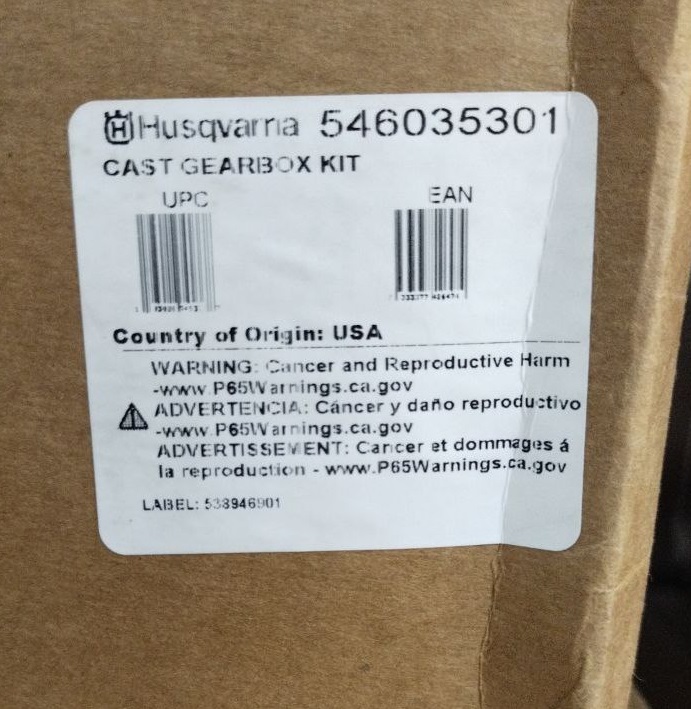 Husqvarna 546035301
CAST GEARBOX KIT
UPC
EAN
Country of Origin: USA
WARNING: Cancer and Reproductive Harm
-www.P65Warnings.ca.gov
ADVERTENCIA: Cáncer y daño reproductivo
-www.P65Warnings.ca.gov
ADVERTISSEMENT: Cancer et dommages á
la reproduction - www.P65Warnings.ca.gov
LABEL: 538946901